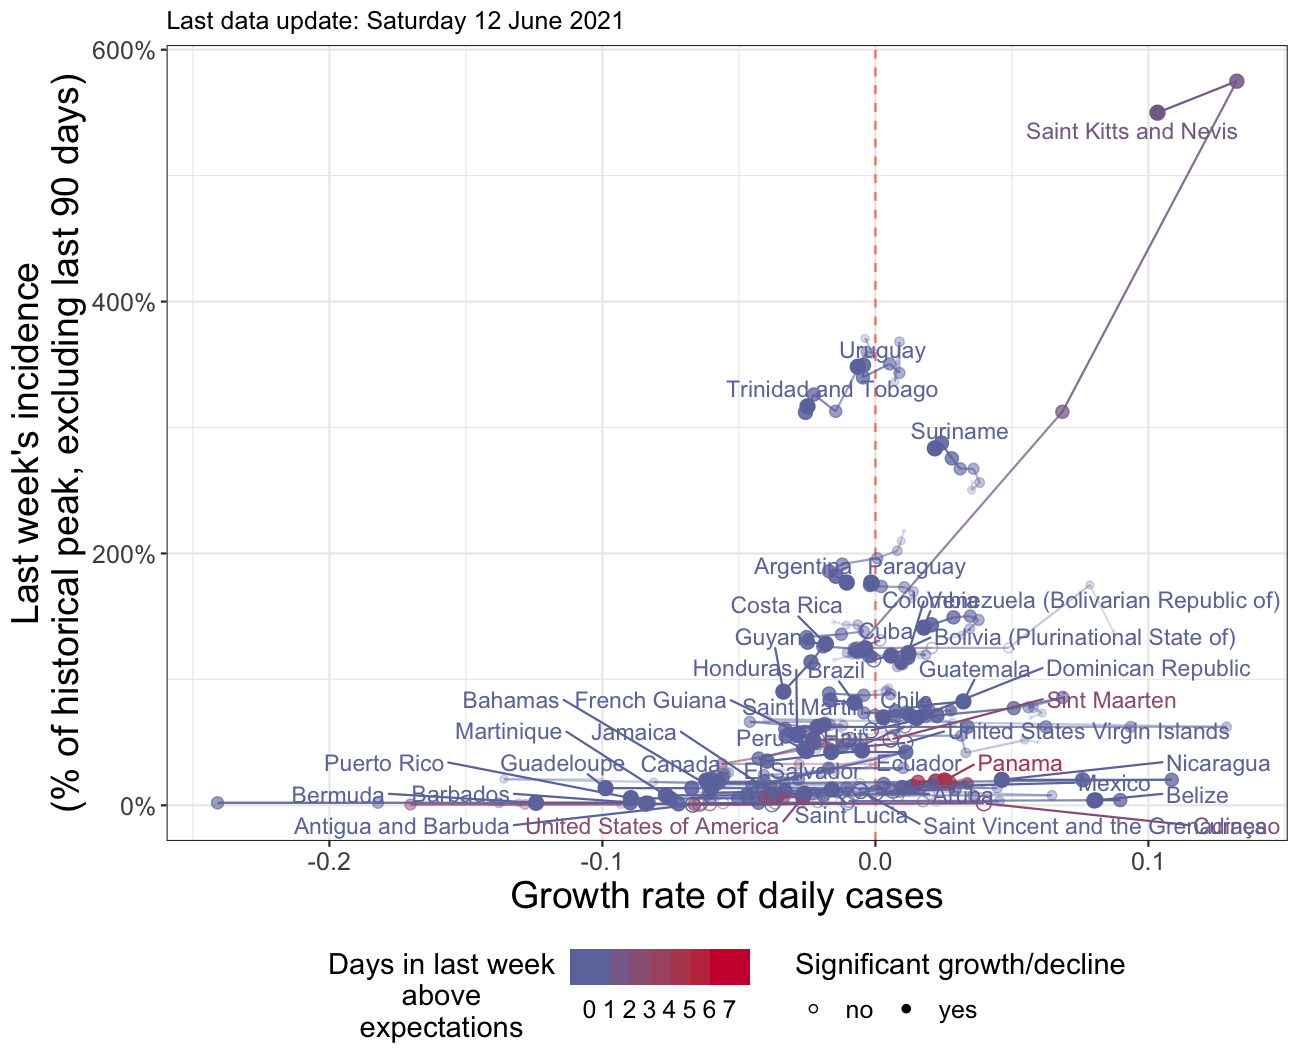 Last data update: Saturday 12 June 2021
600%
400%
200%
0%
Last week's incidence
(% of historical peak, excluding last 90 days)
Saint Kitts and Nevis
Uruguay
Trinidad and Tobago
Suriname
Argentina
Paraguay
Costa Rica
Colombia
Venezuela (Bolivarian Republic of)
Guyana
Cuba
Bolivia (Plurinational State of)
Honduras
Brazil
Guatemala
Dominican Republic
Bahamas
French Guiana
Saint Martin
Chile
Sint Maarten
Martinique
Jamaica
Peru
Haiti
United States Virgin Islands
Puerto Rico
Guadeloupe
Canada
El Salvador
Ecuador
Panama
Nicaragua
Bermuda
Barbados
Aruba
Mexico
Belize
Antigua and Barbuda
United States of America
Saint Lucia
Saint Vincent and the Grenadines
Curaçao
-0.2
-0.1
0.0
0.1
Growth rate of daily cases
Days in last week
above
expectations
0 1 2 3 4 5 6 7
Significant growth/decline
no
yes